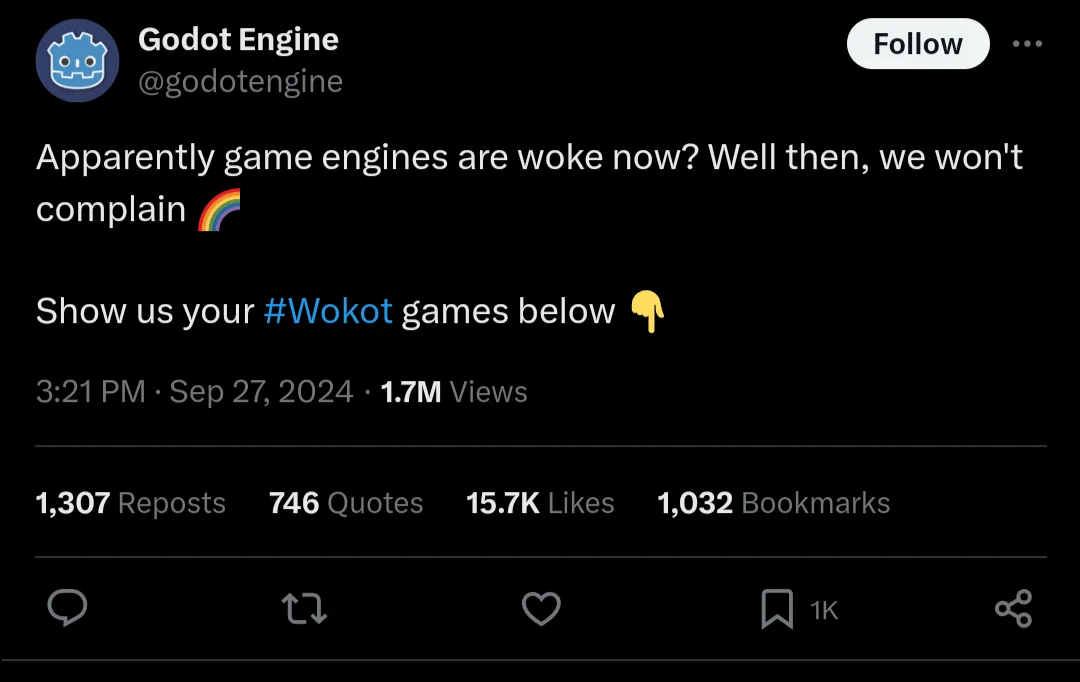 Godot Engine
@godotengine
Follow
Apparently game engines are woke now? Well then, we won't
complain 🌈
Show us your #Wokot games below 👇
3:21 PM · Sep 27, 2024 · 1.7M Views
1,307 Reposts 746 Quotes 15.7K Likes 1,032 Bookmarks
1K